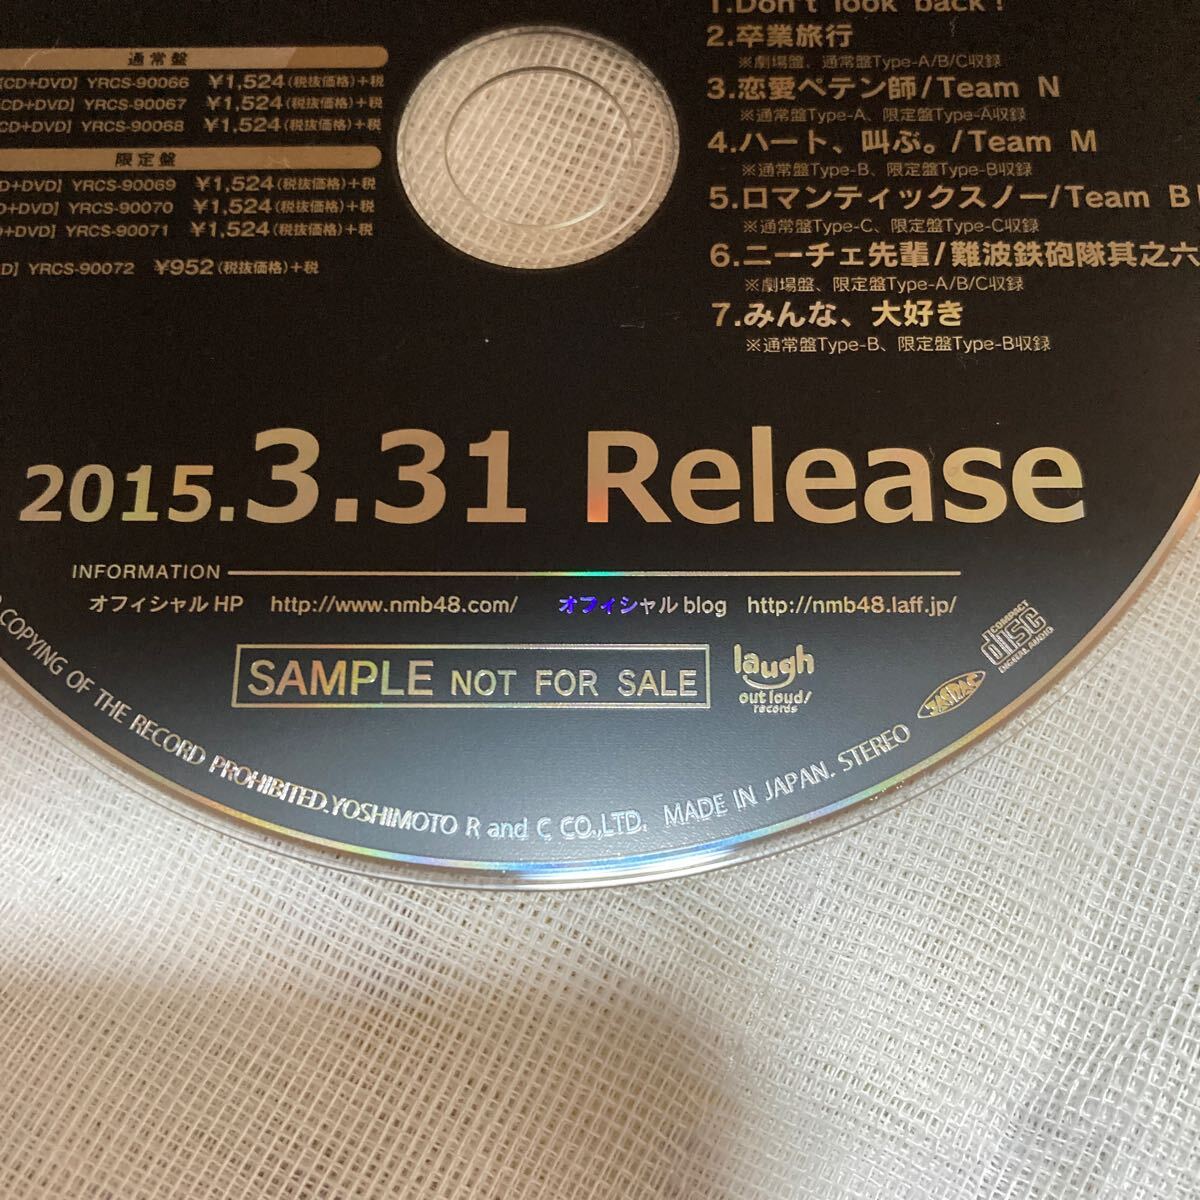 通常盤
[CD+DVD] YRCS-90066 ¥1,524(税抜価格)+税
CD+DVD] YRCS-90067 ¥1,524(税抜価格)+税
CD+DVD] YRCS-90068 ¥1,524(税抜価格)+税
限定盤
D+DVD] YRCS-90069 ¥1,524(税抜価格)+税
D+DVD] YRCS-90070 ¥1,524(税抜価格)+税
+DVD] YRCS-90071 ¥1,524(税抜価格)+税
D] YRCS-90072 ¥952(税抜価格)+税
1.Don't look back!
2.卒業旅行
※劇場盤、通常盤Type-A/B/C収録
3.恋愛ペテン師/Team N
※通常盤Type-A、限定盤Type-A収録
4.ハート、叫ぶ。/Team M
※通常盤Type-B、限定盤Type-B収録
5.ロマンティックスノー/Team B
※通常盤Type-C、限定盤Type-C収録
6.ニーチェ先輩/難波鉄砲隊其之六
※劇場盤、限定盤Type-A/B/C収録
7.みんな、大好き
※通常盤Type-B、限定盤Type-B収録
2015.3.31 Release
INFORMATION
オフィシャルHP http://www.nmb48.com/ オフィシャルblog http://nmb48.laff.jp/
SAMPLE NOT FOR SALE
laugh
out loud!
records
JASRAC
COMPACT
disc
DIGITAL AUDIO
COPYING OF THE RECORD PROHIBITED.YOSHIMOTO R and C CO.,LTD. MADE IN JAPAN. STEREO